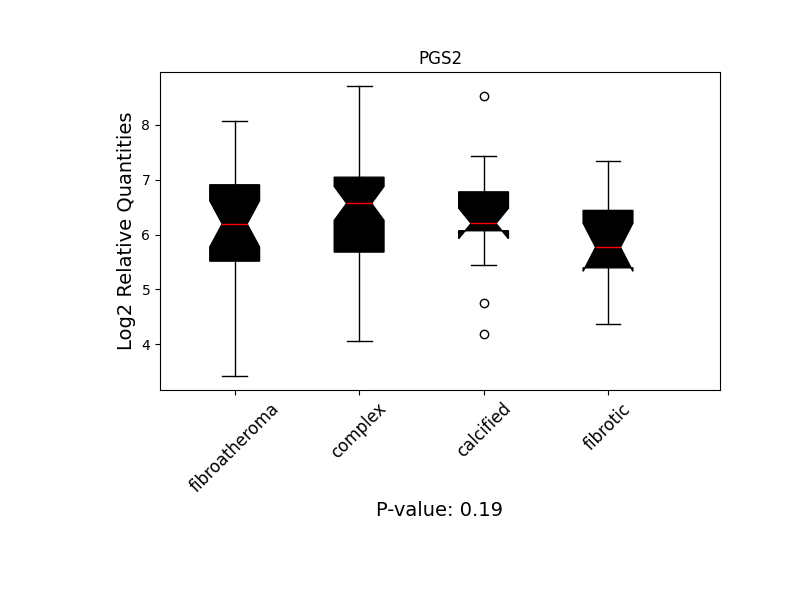 PGS2
Log2 Relative Quantities
8
7
6
5
4
fibroatheroma
complex
calcified
fibrotic
P-value: 0.19